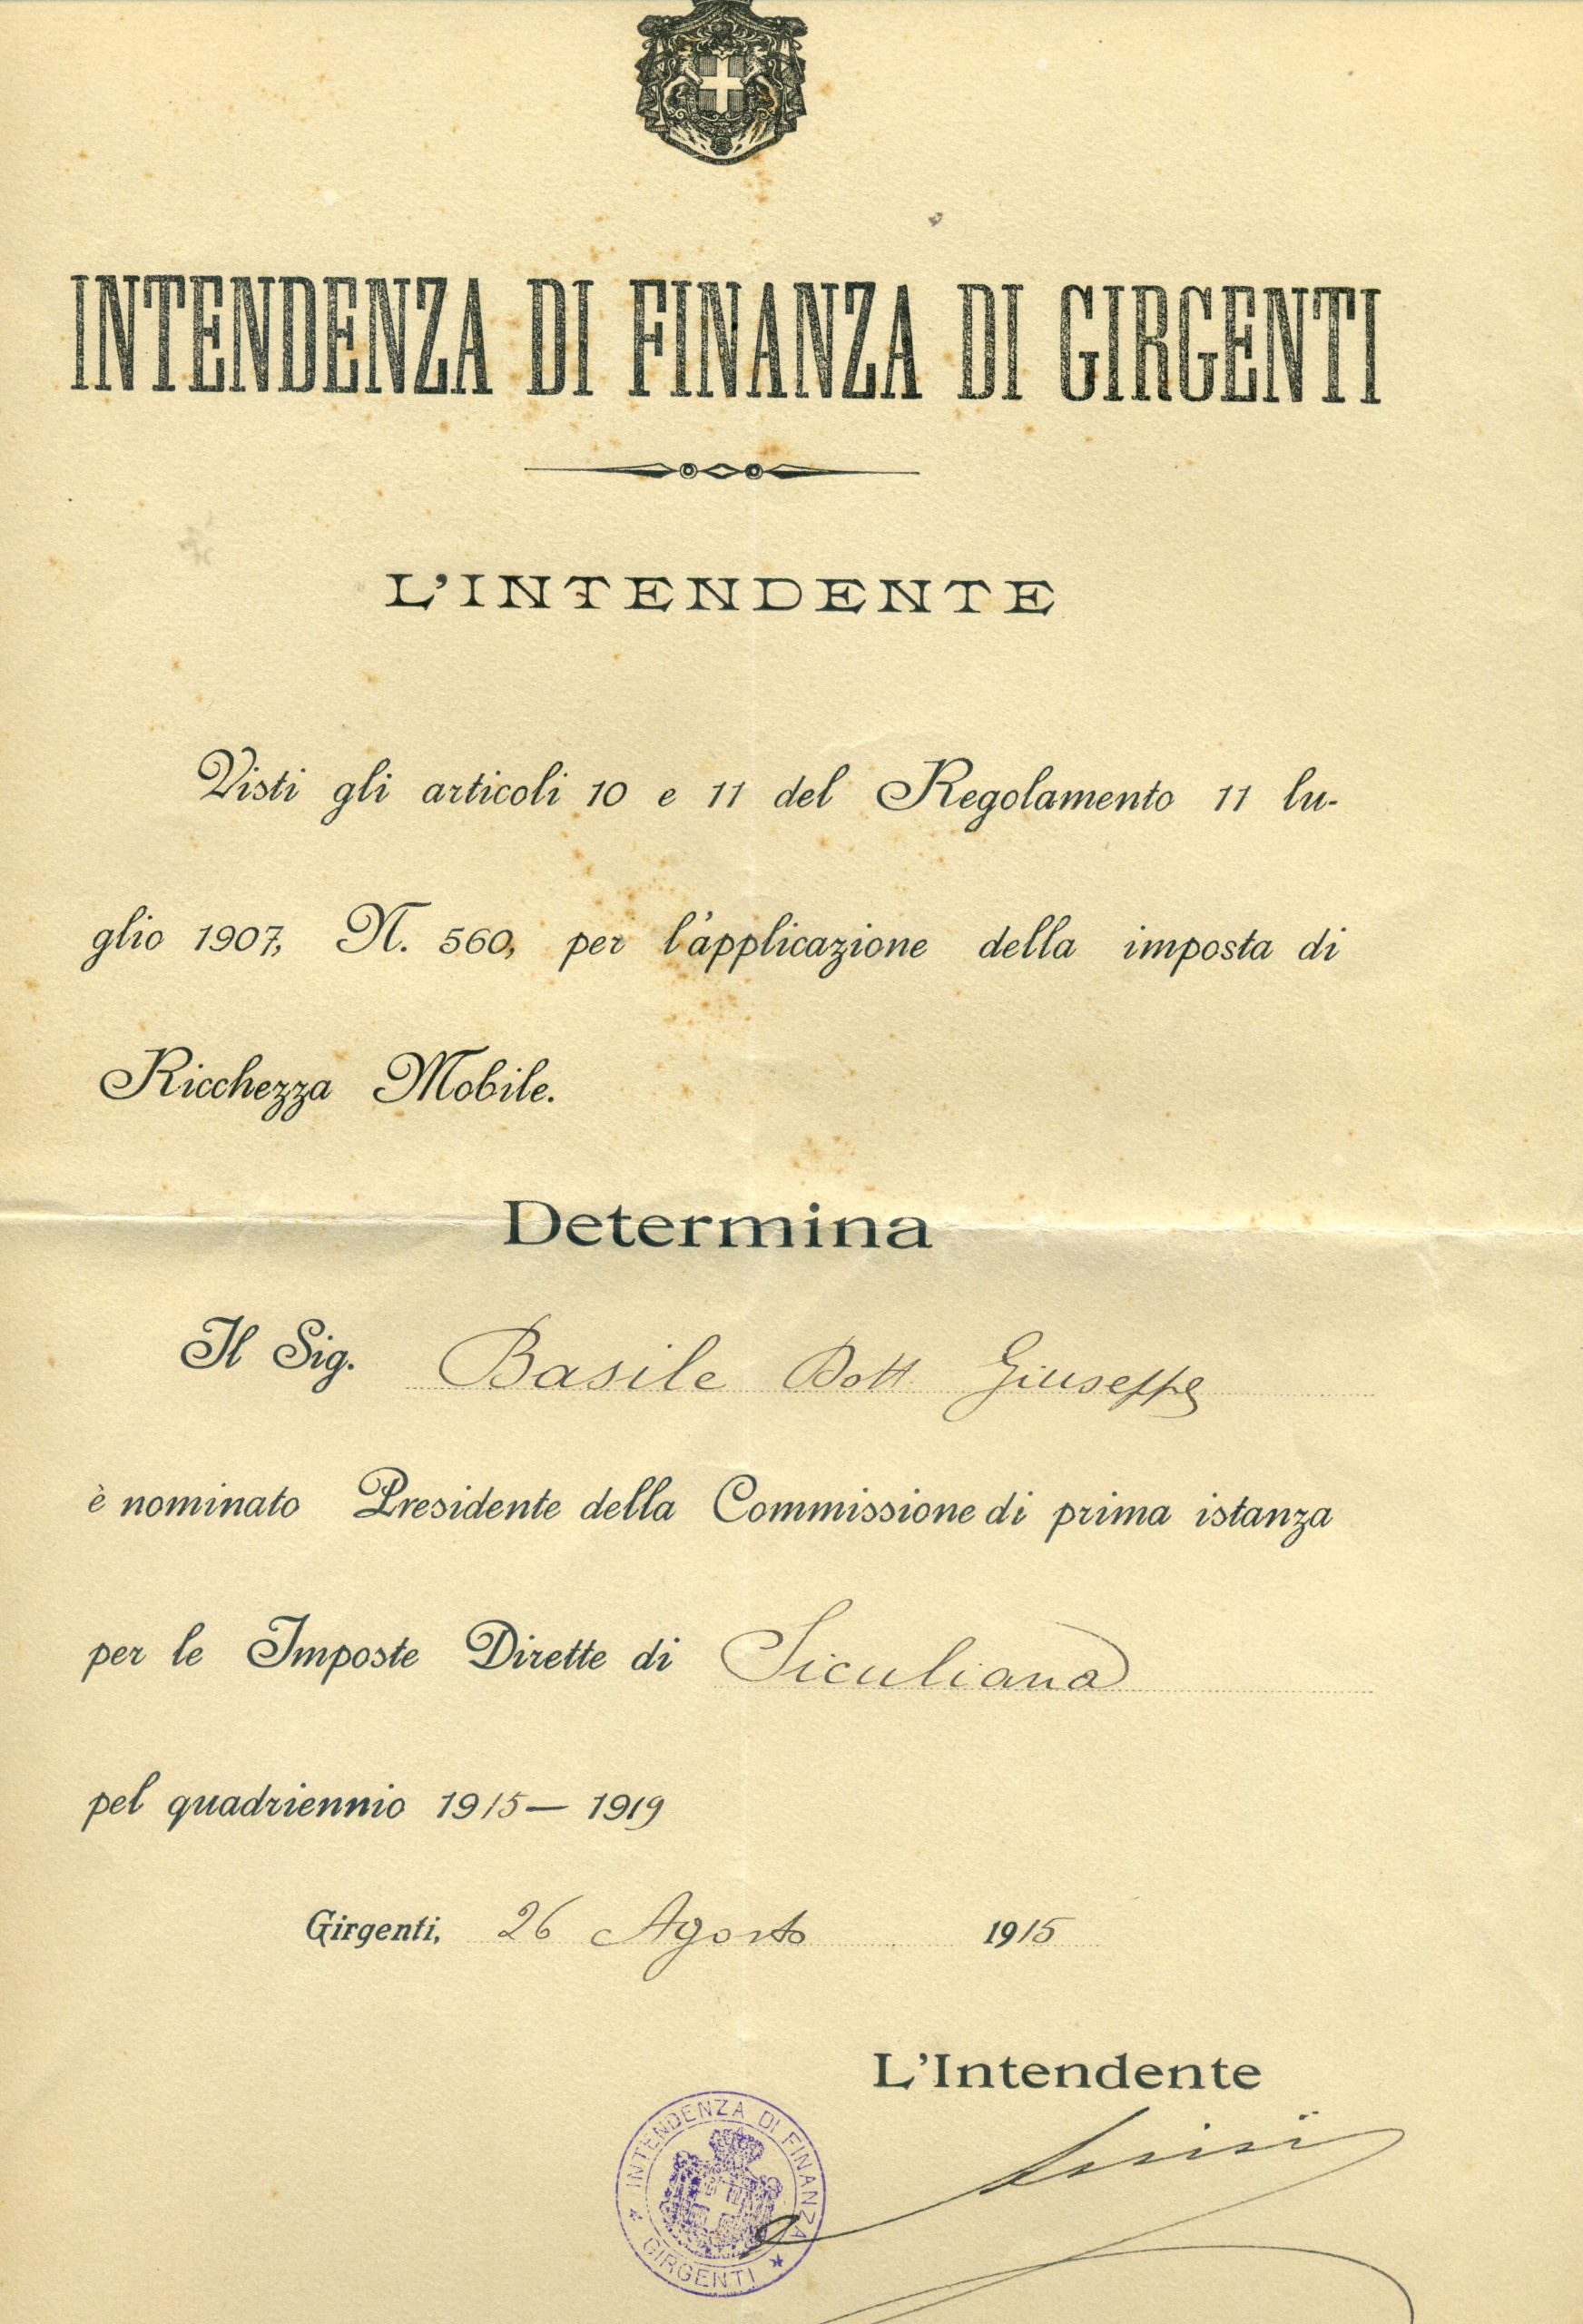 INTENDENZA DI FINANZA DI GIRGENTI
L'INTENDENTE
Visti gli articoli 10 e 11 del Regolamento 11 lu-
glio 1907, N. 560, per l'applicazione della imposta di
Ricchezza Mobile.
Determina
Il Sig. Basile Dott Giuseppe
è nominato Presidente della Commissione di prima istanza
per le Imposte Dirette di Siculiana
pel quadriennio 1915 — 1919
Girgenti, 26 Agosto 1915
L'Intendente
INTENDENZA DI FINANZA
GIRGENTI